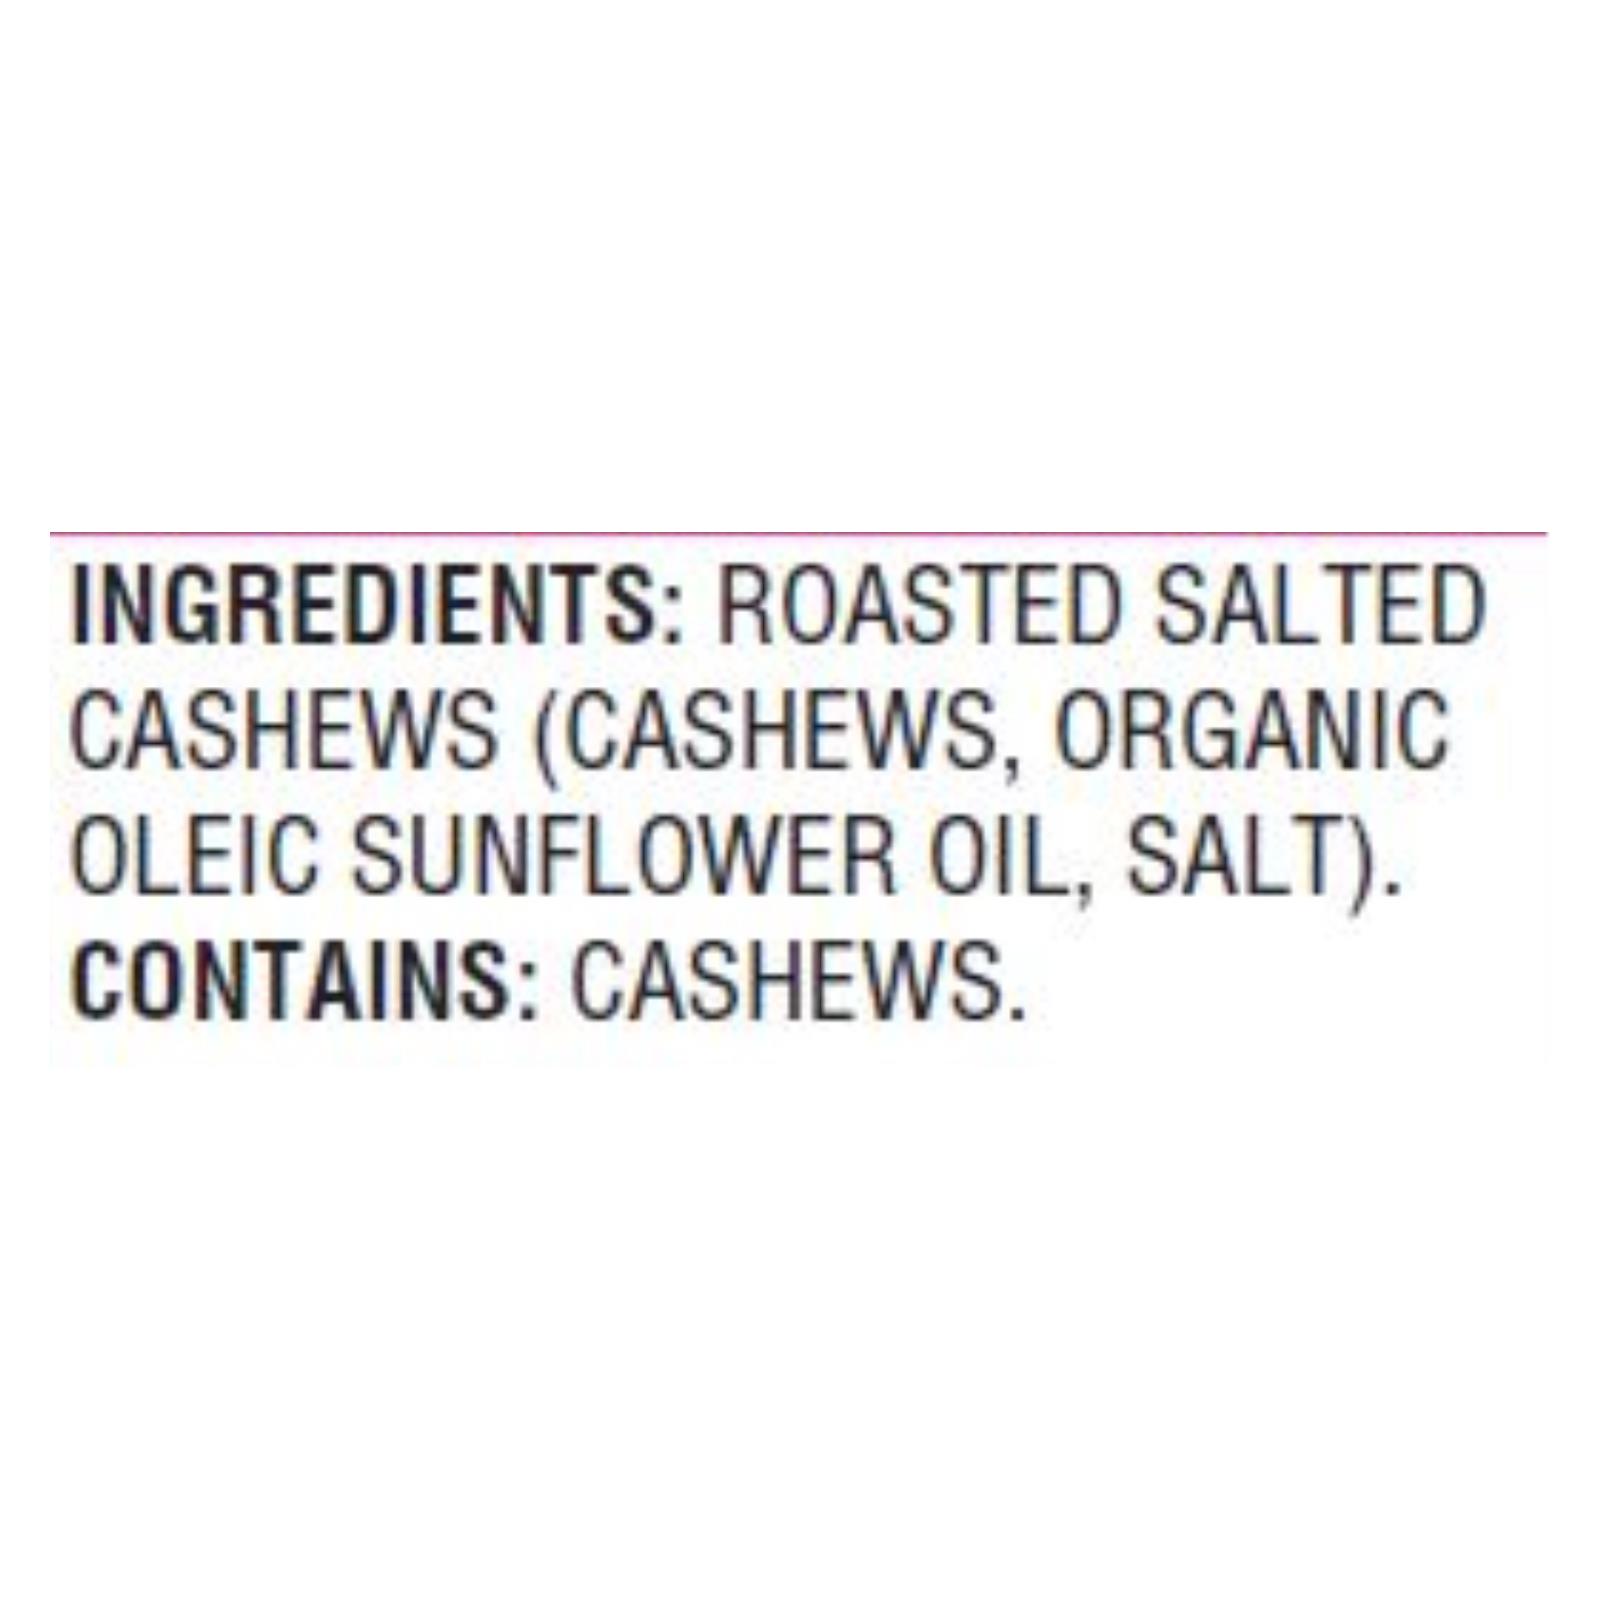 INGREDIENTS: ROASTED SALTED
CASHEWS (CASHEWS, ORGANIC
OLEIC SUNFLOWER OIL, SALT).
CONTAINS: CASHEWS.